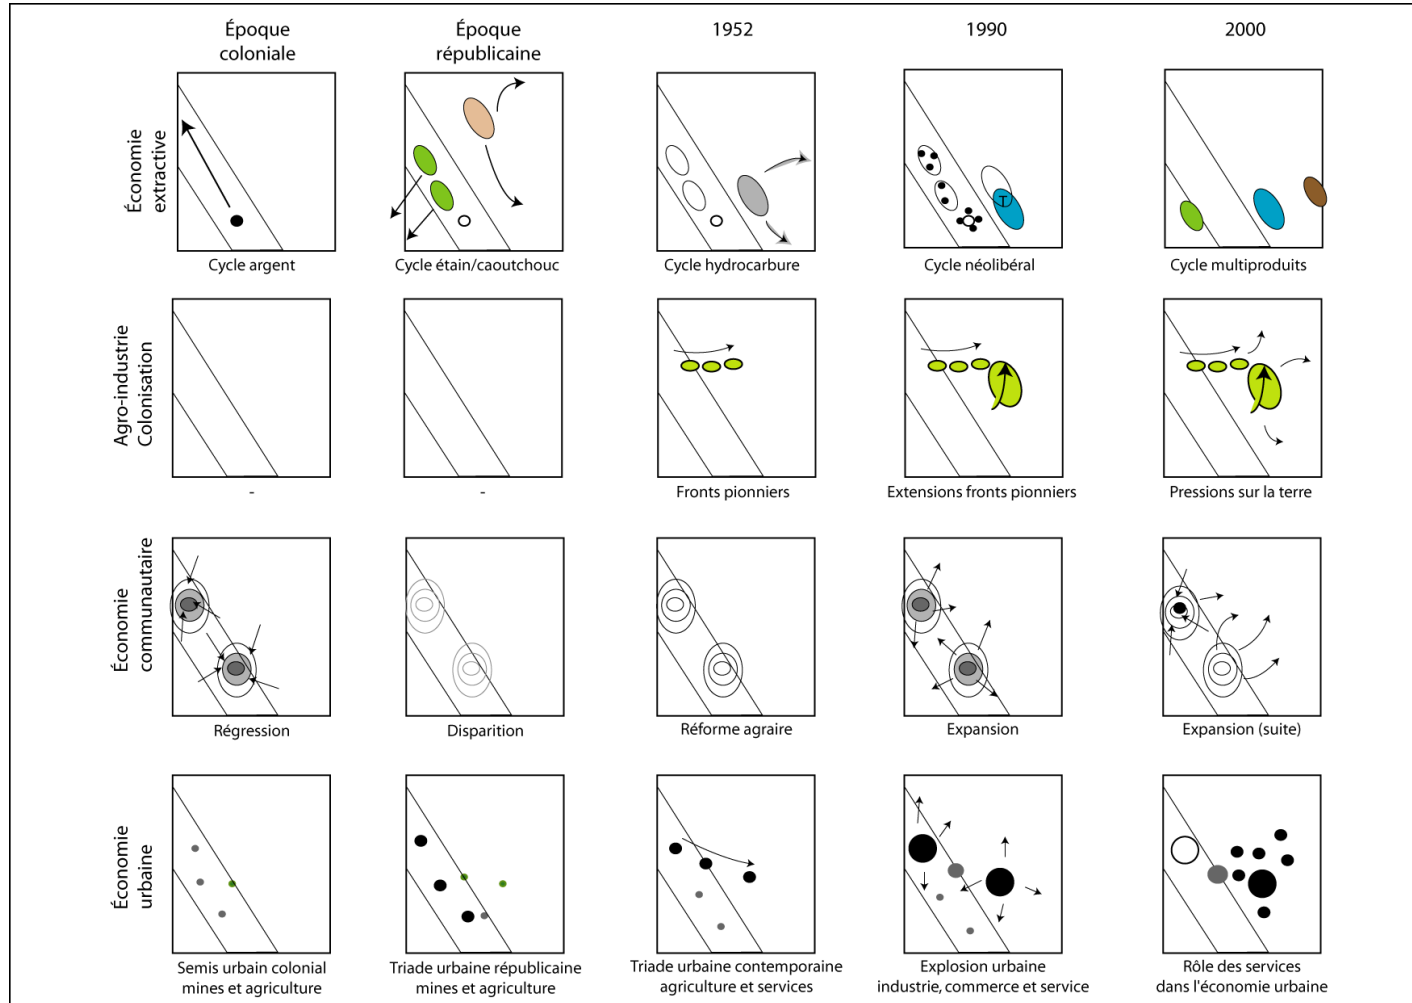 Époque
coloniale
Époque
républicaine
1952
1990
2000
Économie
extractive
T
Cycle argent
Cycle étain/caoutchouc
Cycle hydrocarbure
Cycle néolibéral
Cycle multiproduits
Agro-industrie
Colonisation
-
-
Fronts pionniers
Extensions fronts pionniers
Pressions sur la terre
Économie
communautaire
Régression
Disparition
Réforme agraire
Expansion
Expansion (suite)
Économie
urbaine
Semis urbain colonial
mines et agriculture
Triade urbaine républicaine
mines et agriculture
Triade urbaine contemporaine
agriculture et services
Explosion urbaine
industrie, commerce et service
Rôle des services
dans l'économie urbaine